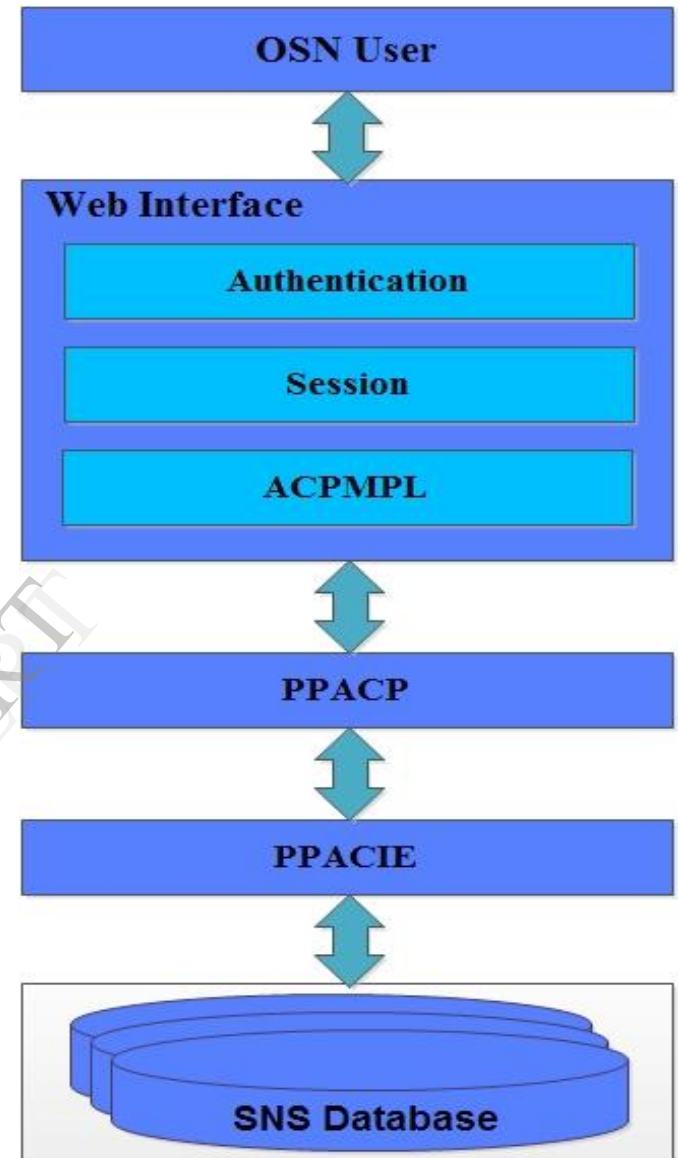 OSN User
Web Interface
Authentication
Session
ACPMPL
PPACP
PPACIE
SNS Database